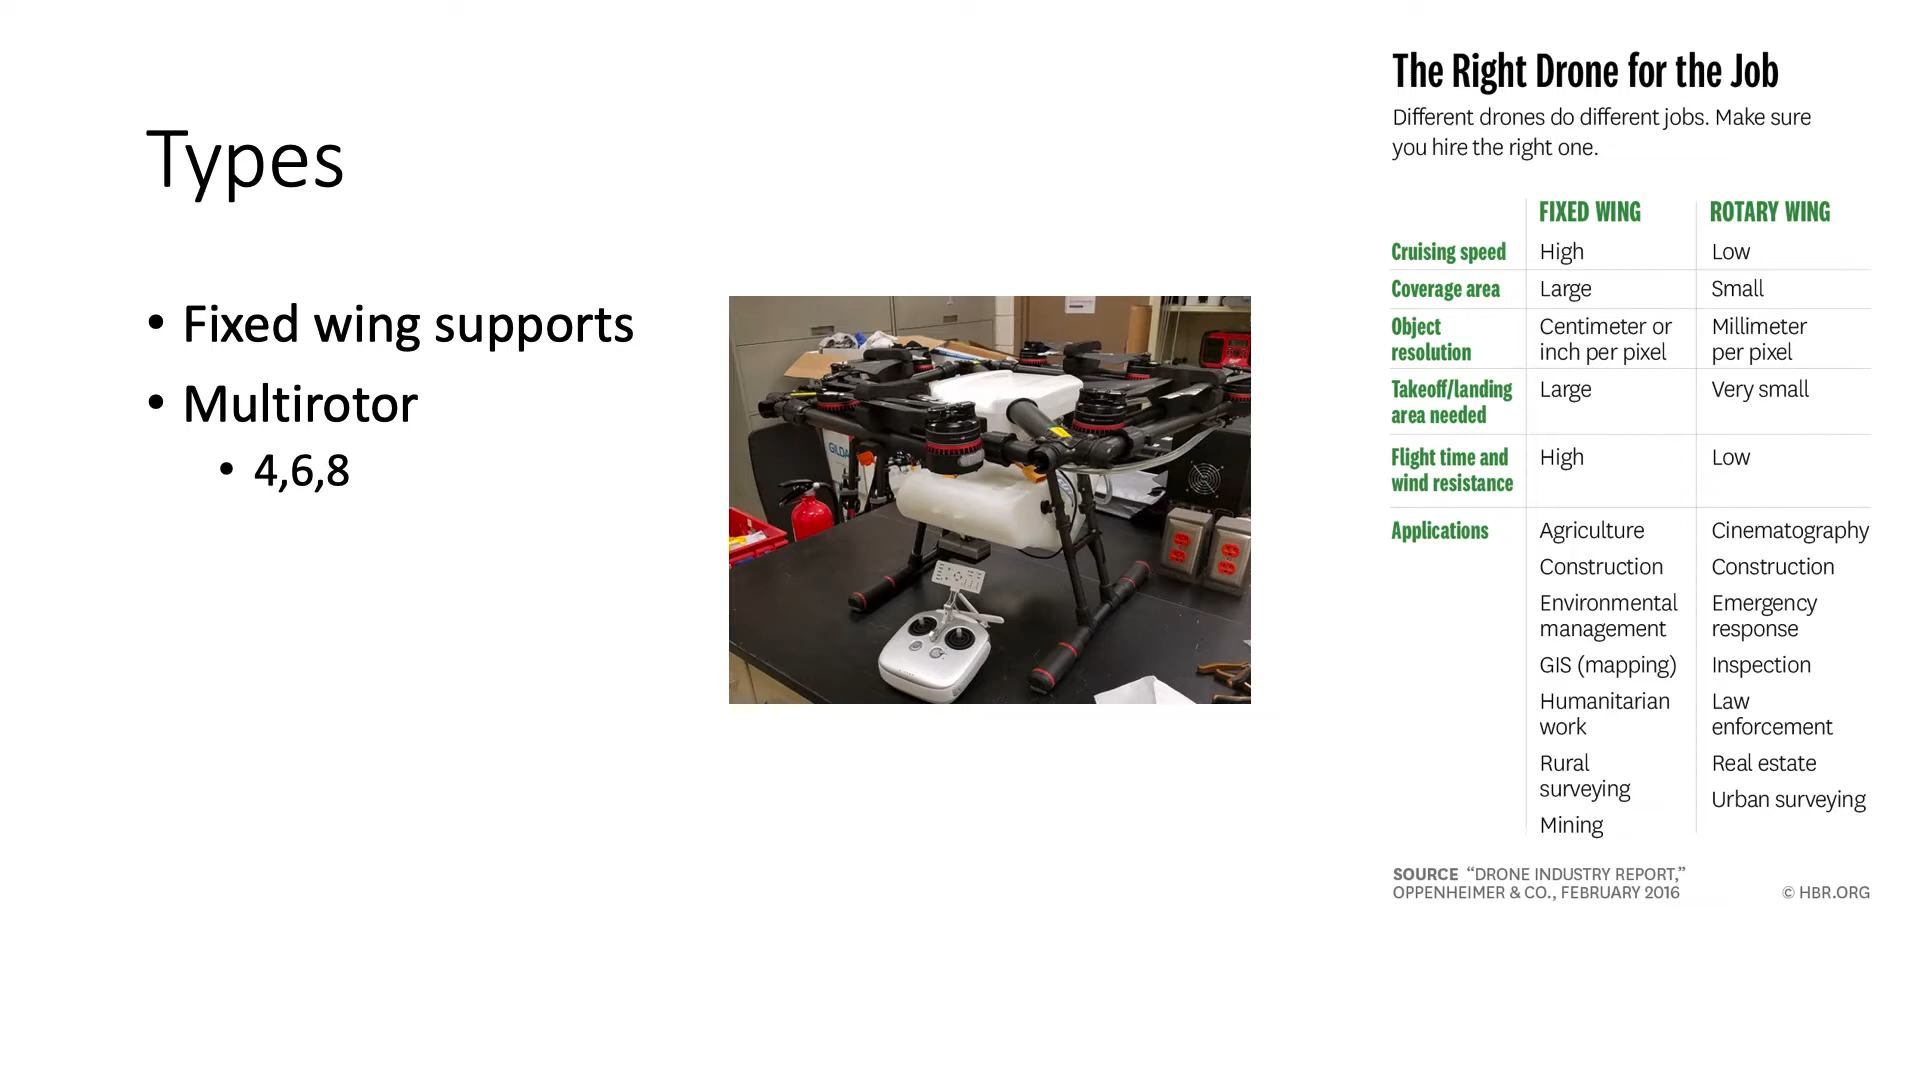 Types
• Fixed wing supports
• Multirotor
• 4,6,8
GILDA
The Right Drone for the Job
Different drones do different jobs. Make sure
you hire the right one.
FIXED WING ROTARY WING
Cruising speed High Low
Coverage area Large Small
Object Centimeter or Millimeter
resolution inch per pixel per pixel
Takeoff/landing Large Very small
area needed
Flight time and High Low
wind resistance
Applications Agriculture Cinematography
Construction Construction
Environmental Emergency
management response
GIS (mapping) Inspection
Humanitarian Law
work enforcement
Rural Real estate
surveying Urban surveying
Mining
SOURCE “DRONE INDUSTRY REPORT,”
OPPENHEIMER & CO., FEBRUARY 2016 © HBR.ORG